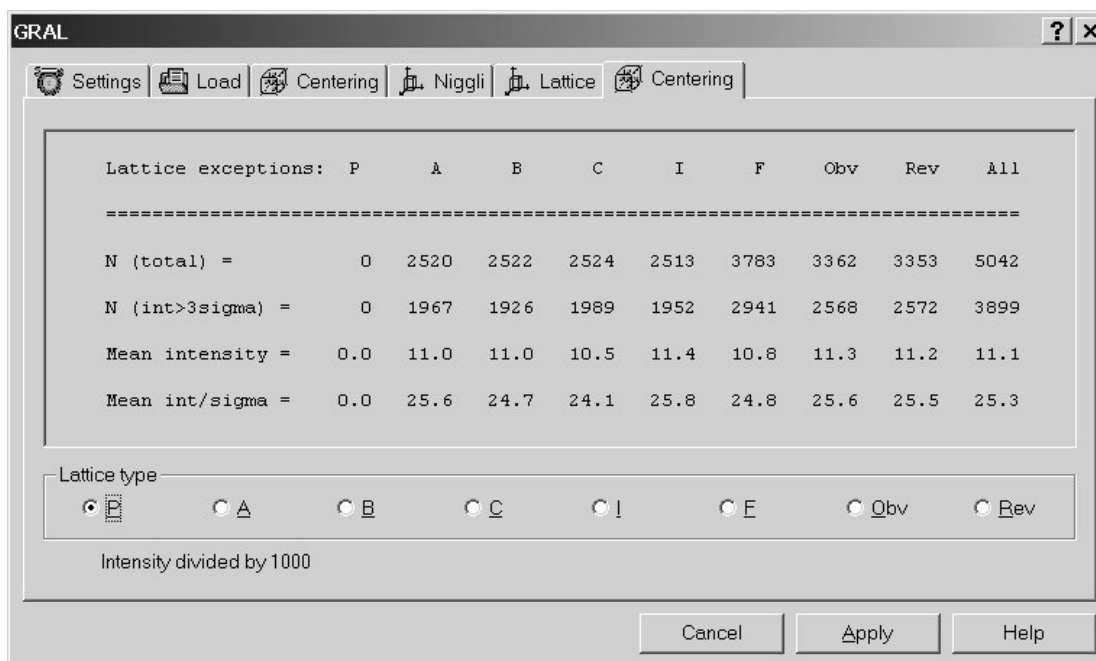 GRAL
Settings Load Centering Niggli Lattice Centering
Lattice exceptions: P A B C I F Obv Rev All
==========================================================================================
N (total) = 0 2520 2522 2524 2513 3783 3362 3353 5042
N (int>3sigma) = 0 1967 1926 1989 1952 2941 2568 2572 3899
Mean intensity = 0.0 11.0 11.0 10.5 11.4 10.8 11.3 11.2 11.1
Mean int/sigma = 0.0 25.6 24.7 24.1 25.8 24.8 25.6 25.5 25.3
Lattice type
P A B C I F Obv Rev
Intensity divided by 1000
Cancel Apply Help